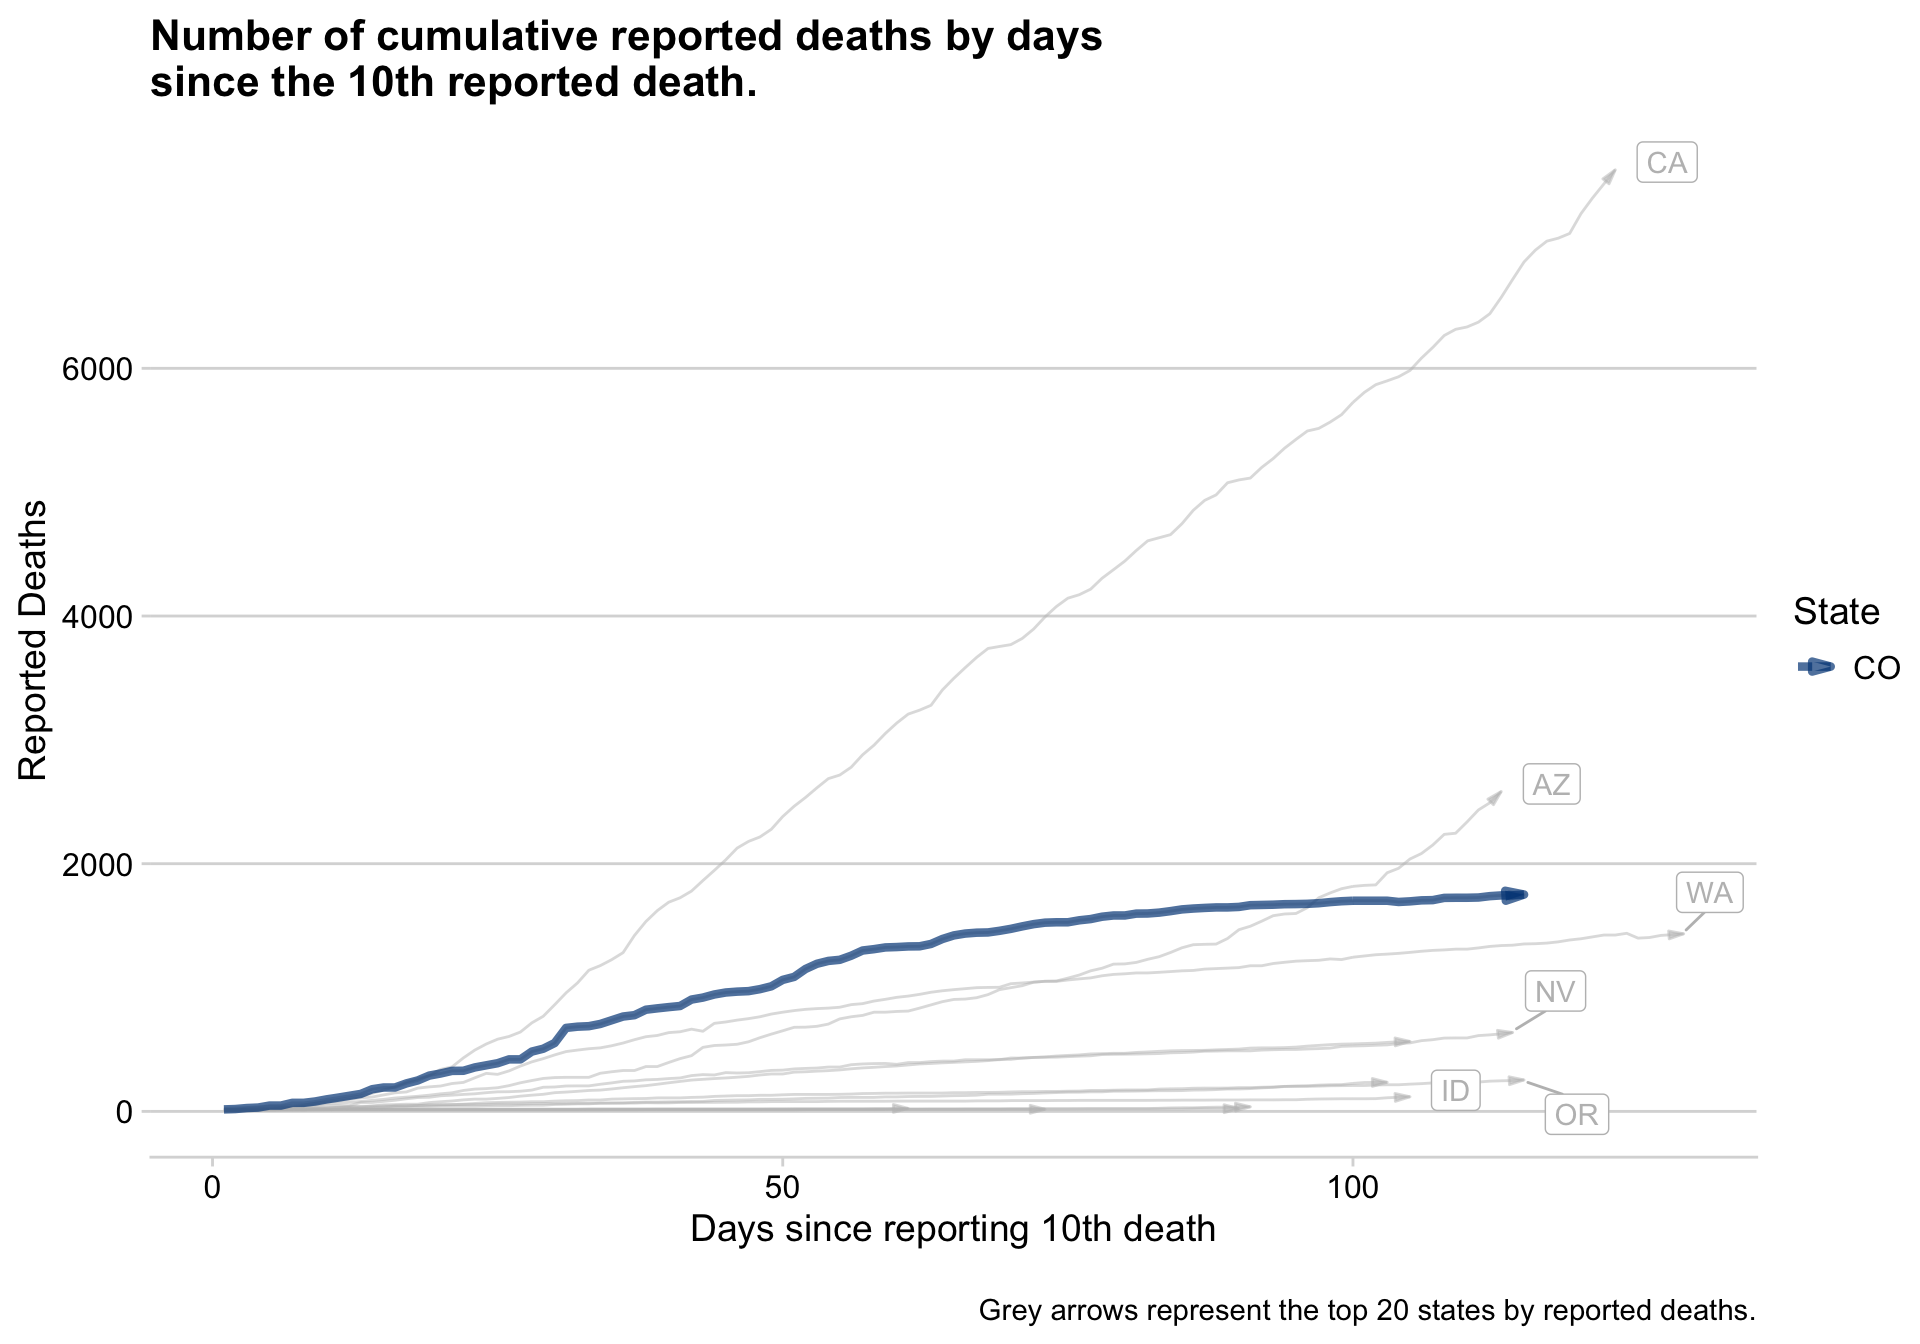 Number of cumulative reported deaths by days
since the 10th reported death.
CA
6000
4000
2000
0
Reported Deaths
State
CO
AZ
WA
NV
ID
OR
0
50
100
Days since reporting 10th death
Grey arrows represent the top 20 states by reported deaths.